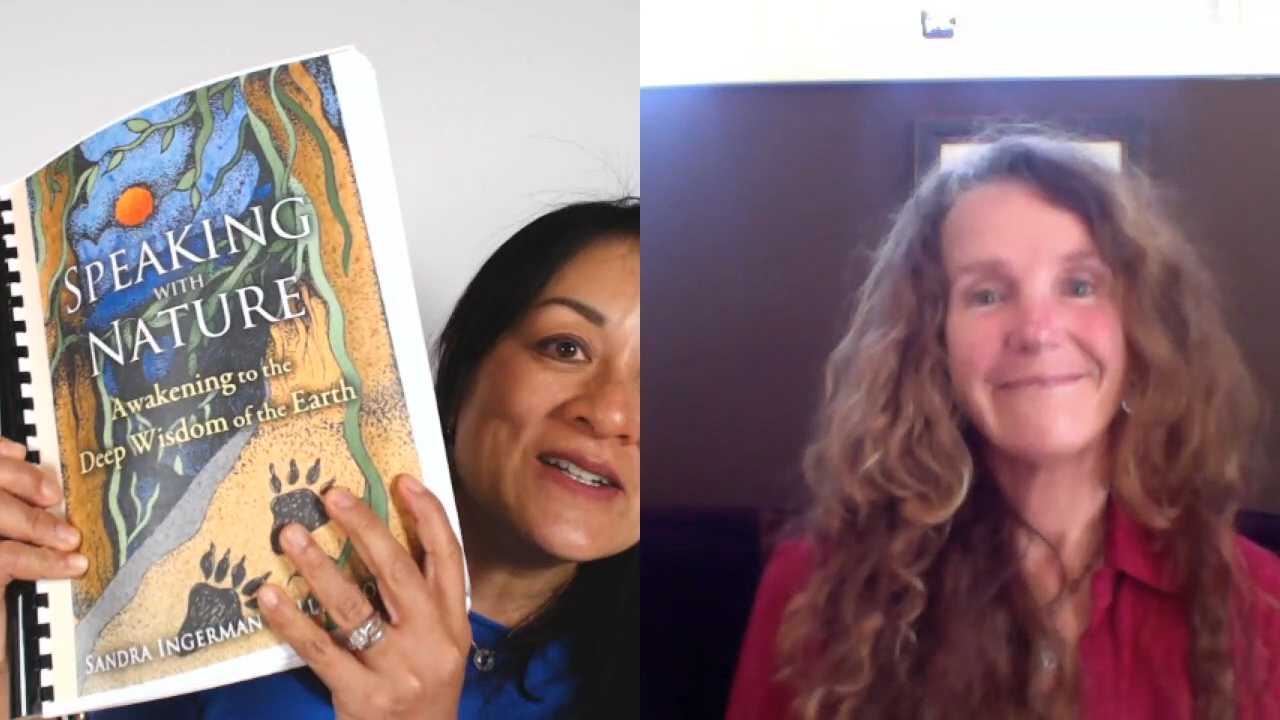 SPEAKING
WITH
NATURE
Awakening to the
Deep Wisdom of the Earth
SANDRA INGERMAN